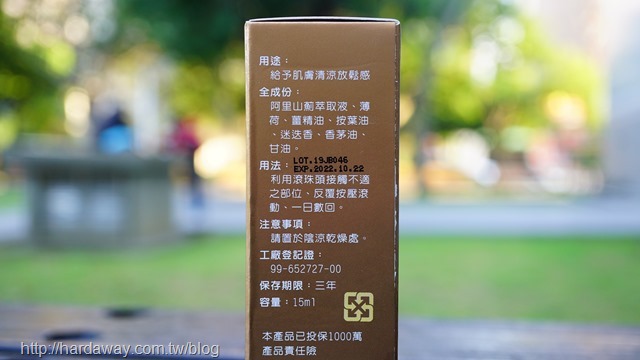 用途：
給予肌膚清涼放鬆感
全成份：
阿里山薊萃取液、薄
荷、薑精油、按葉油
、迷迭香、香茅油、
甘油。
用法：LOT.19JB046
EXP.2022.10.22
利用滾珠頭接觸不適
之部位、反覆按壓滾
動、一日數回。
注意事項：
請置於陰涼乾燥處。
工廠登記證：
99-652727-00
保存期限：三年
容量：15ml
本產品已投保1000萬
產品責任險
http://hardaway.com.tw/blog